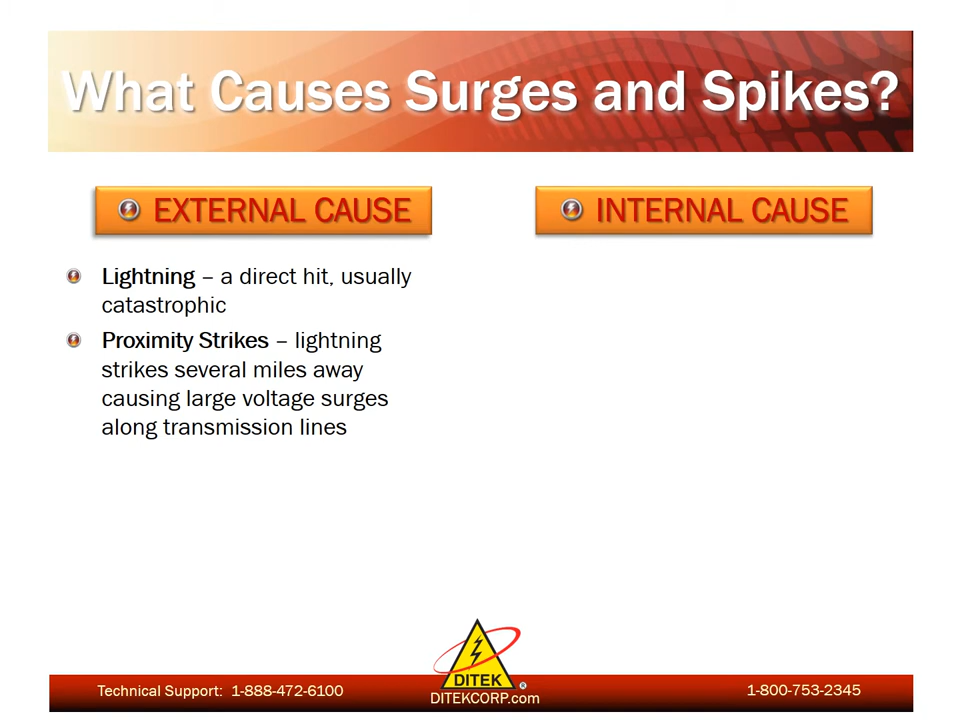 What Causes Surges and Spikes?
EXTERNAL CAUSE
INTERNAL CAUSE
Lightning – a direct hit, usually
catastrophic
Proximity Strikes – lightning
strikes several miles away
causing large voltage surges
along transmission lines
Technical Support: 1-888-472-6100
DITEK®
DITEKCORP.com
1-800-753-2345